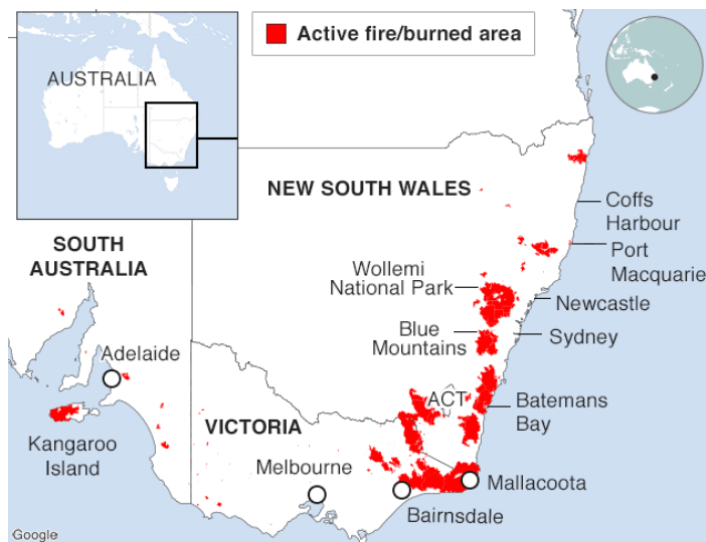 Active fire/burned area
AUSTRALIA
NEW SOUTH WALES
Coffs
Harbour
Port
Macquarie
SOUTH
AUSTRALIA
Wollemi
National Park
Newcastle
Blue
Mountains
Sydney
Adelaide
ACT
Batemans
Bay
VICTORIA
Kangaroo
Island
Melbourne
Mallacoota
Bairnsdale
Google